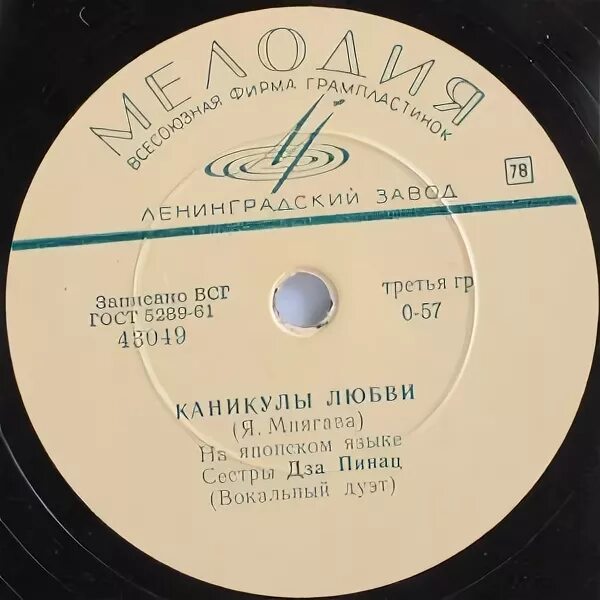 МЕЛОДИЯ
ВСЕСОЮЗНАЯ ФИРМА ГРАМПЛАСТИНОК
78
ЛЕНИНГРАДСКИЙ ЗАВОД
Записано ВСГ
ГОСТ 5289-61
43049
третья гр
0-57
КАНИКУЛЫ ЛЮБВИ
(Я. Миягава)
На японском языке
Сестры Дза Пинац
(Вокальный дуэт)